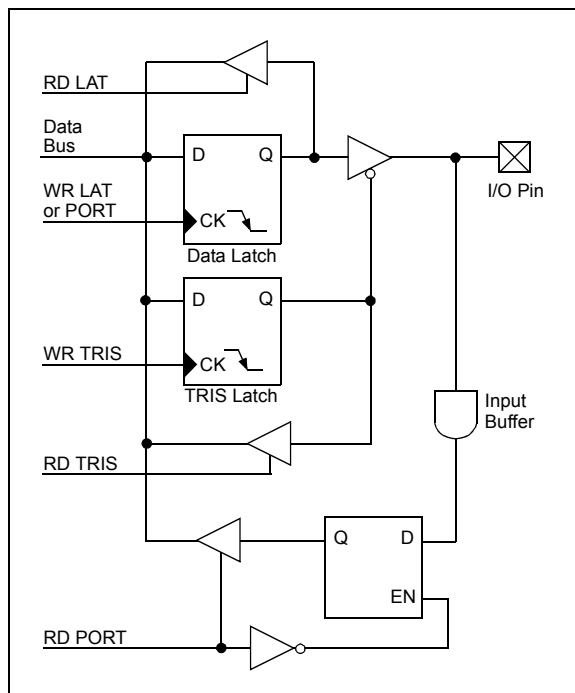 RD LAT
Data
Bus
WR LAT
or PORT
D
Q
CK
Data Latch
I/O Pin
D
Q
WR TRIS
CK
TRIS Latch
Input
Buffer
RD TRIS
Q
D
EN
RD PORT